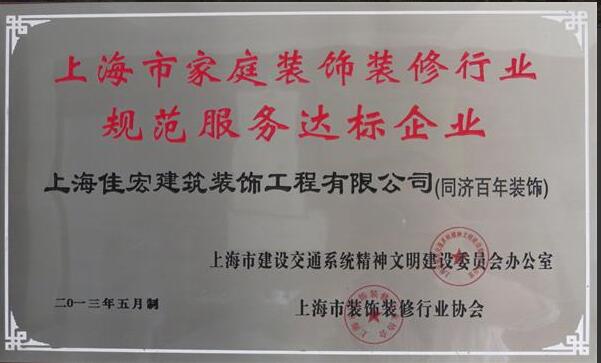 上海市家庭装饰装修行业
规范服务达标企业
上海佳宏建筑装饰工程有限公司(同济百年装饰)
上海市建设交通系统精神文明建设委员会办公室
二0一三年五月制
上海市装饰装修行业协会